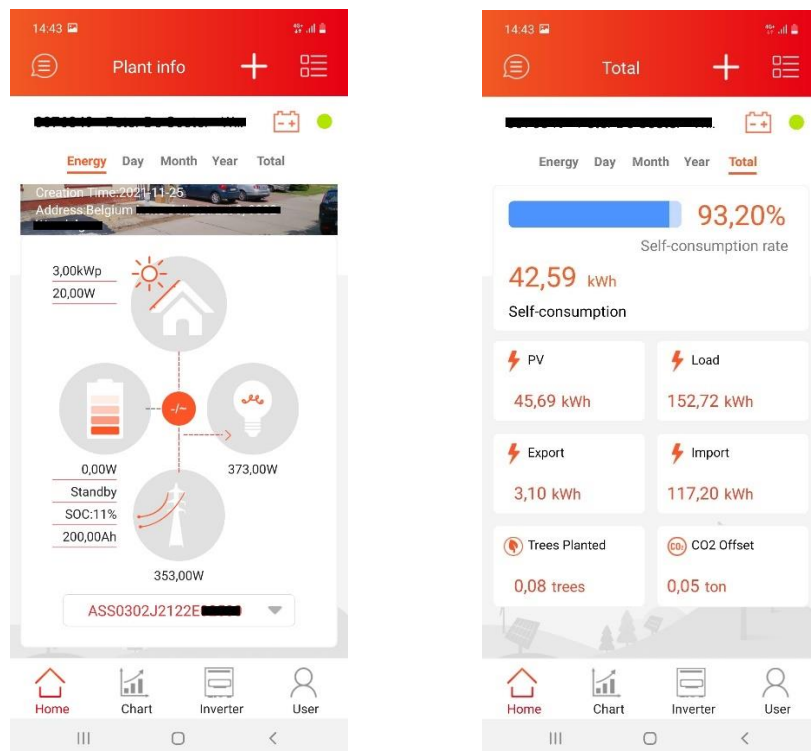 14:43
4G+
Plant info
Energy Day Month Year Total
Creation Time:2021-11-25
Address:Belgium
3,00kWp
20,00W
0,00W
Standby
SOC:11%
200,00Ah
373,00W
353,00W
ASS0302J2122E
Home Chart Inverter User
14:43
4G+
Total
Energy Day Month Year Total
93,20%
Self-consumption rate
42,59 kWh
Self-consumption
PV
45,69 kWh
Load
152,72 kWh
Export
3,10 kWh
Import
117,20 kWh
Trees Planted
0,08 trees
CO2 CO2 Offset
0,05 ton
Home Chart Inverter User